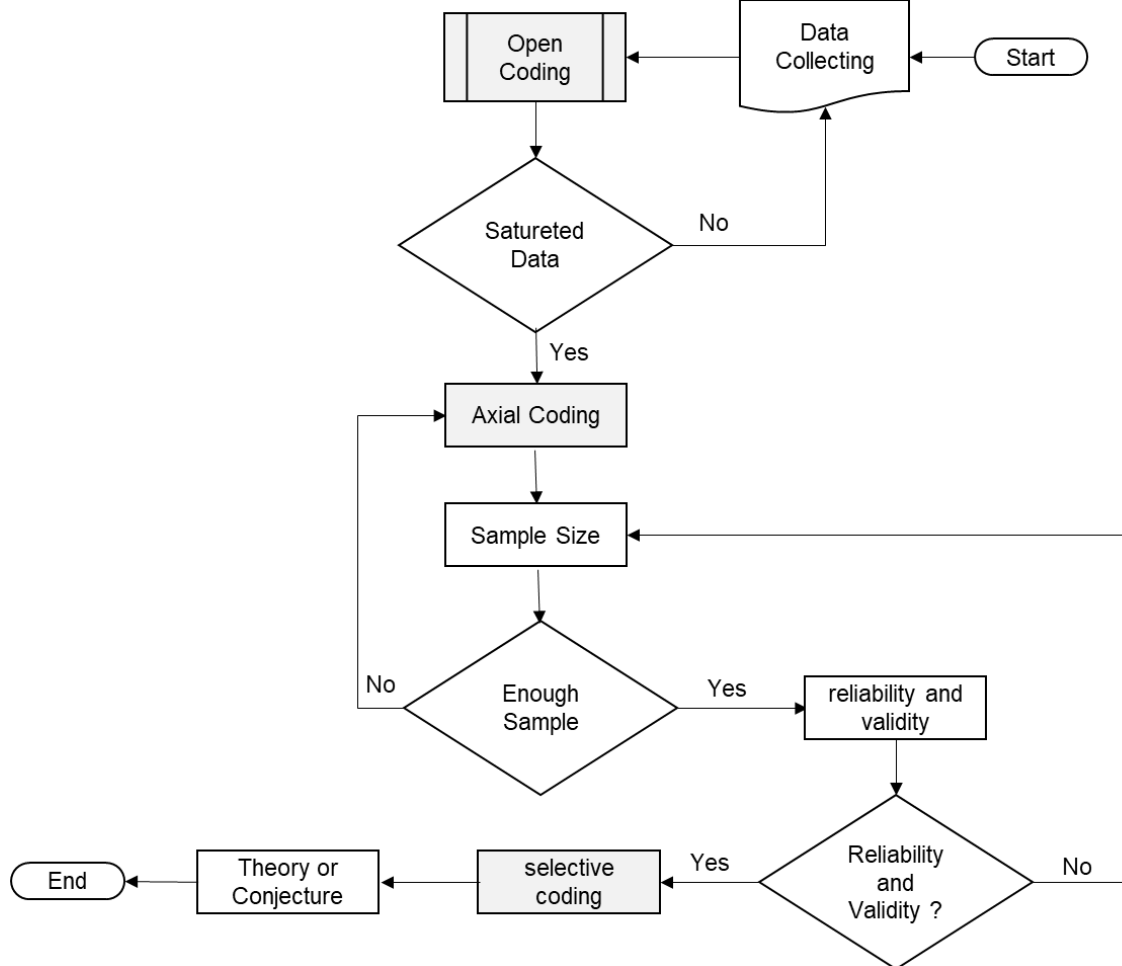 Start
Data
Collecting
Open
Coding
Satureted
Data
No
Yes
Axial Coding
Sample Size
Enough
Sample
No
Yes
reliability and
validity
Reliability
and
Validity ?
No
Yes
selective
coding
Theory or
Conjecture
End